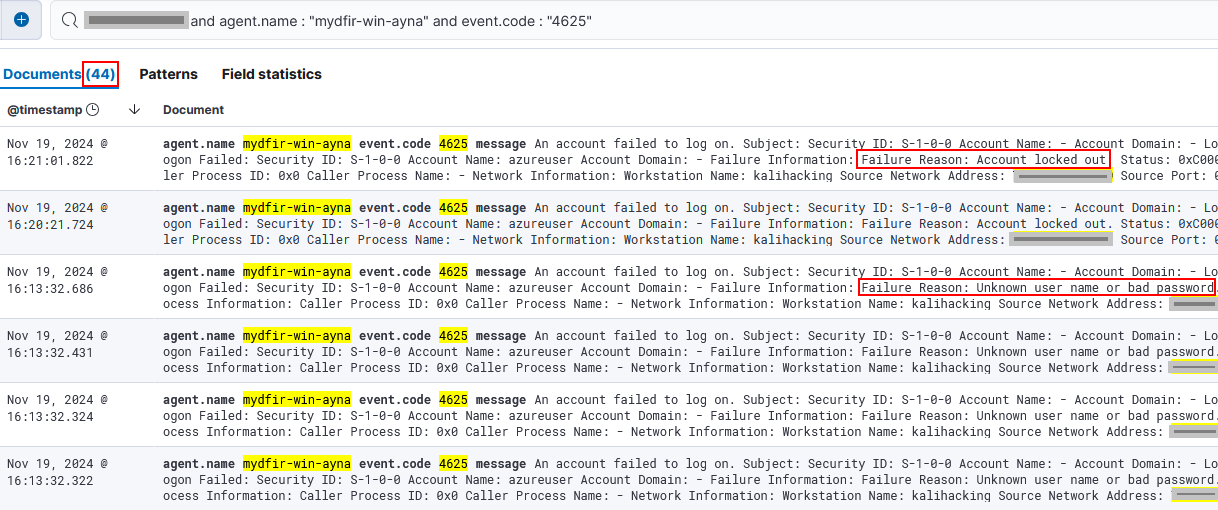 and agent.name : "mydfir-win-ayna" and event.code : "4625"
Documents (44) Patterns Field statistics
@timestamp Document
Nov 19, 2024 @ agent.name mydfir-win-ayna event.code 4625 message An account failed to log on. Subject: Security ID: S-1-0-0 Account Name: - Account Domain: - Lo
16:21:01.822 ogon Failed: Security ID: S-1-0-0 Account Name: azureuser Account Domain: - Failure Information: Failure Reason: Account locked out. Status: 0xC000
ler Process ID: 0x0 Caller Process Name: - Network Information: Workstation Name: kalihacking Source Network Address: Source Port: 0
Nov 19, 2024 @ agent.name mydfir-win-ayna event.code 4625 message An account failed to log on. Subject: Security ID: S-1-0-0 Account Name: - Account Domain: - Lo
16:20:21.724 ogon Failed: Security ID: S-1-0-0 Account Name: azureuser Account Domain: - Failure Information: Failure Reason: Account locked out. Status: 0xC000
ler Process ID: 0x0 Caller Process Name: - Network Information: Workstation Name: kalihacking Source Network Address: Source Port: 0
Nov 19, 2024 @ agent.name mydfir-win-ayna event.code 4625 message An account failed to log on. Subject: Security ID: S-1-0-0 Account Name: - Account Domain: - Lo
16:13:32.686 ogon Failed: Security ID: S-1-0-0 Account Name: azureuser Account Domain: - Failure Information: Failure Reason: Unknown user name or bad password.
ocess Information: Caller Process ID: 0x0 Caller Process Name: - Network Information: Workstation Name: kalihacking Source Network Address:
Nov 19, 2024 @ agent.name mydfir-win-ayna event.code 4625 message An account failed to log on. Subject: Security ID: S-1-0-0 Account Name: - Account Domain: - Lo
16:13:32.431 ogon Failed: Security ID: S-1-0-0 Account Name: azureuser Account Domain: - Failure Information: Failure Reason: Unknown user name or bad password.
ocess Information: Caller Process ID: 0x0 Caller Process Name: - Network Information: Workstation Name: kalihacking Source Network Address:
Nov 19, 2024 @ agent.name mydfir-win-ayna event.code 4625 message An account failed to log on. Subject: Security ID: S-1-0-0 Account Name: - Account Domain: - Lo
16:13:32.324 ogon Failed: Security ID: S-1-0-0 Account Name: azureuser Account Domain: - Failure Information: Failure Reason: Unknown user name or bad password.
ocess Information: Caller Process ID: 0x0 Caller Process Name: - Network Information: Workstation Name: kalihacking Source Network Address:
Nov 19, 2024 @ agent.name mydfir-win-ayna event.code 4625 message An account failed to log on. Subject: Security ID: S-1-0-0 Account Name: - Account Domain: - Lo
16:13:32.322 ogon Failed: Security ID: S-1-0-0 Account Name: azureuser Account Domain: - Failure Information: Failure Reason: Unknown user name or bad password.
ocess Information: Caller Process ID: 0x0 Caller Process Name: - Network Information: Workstation Name: kalihacking Source Network Address: